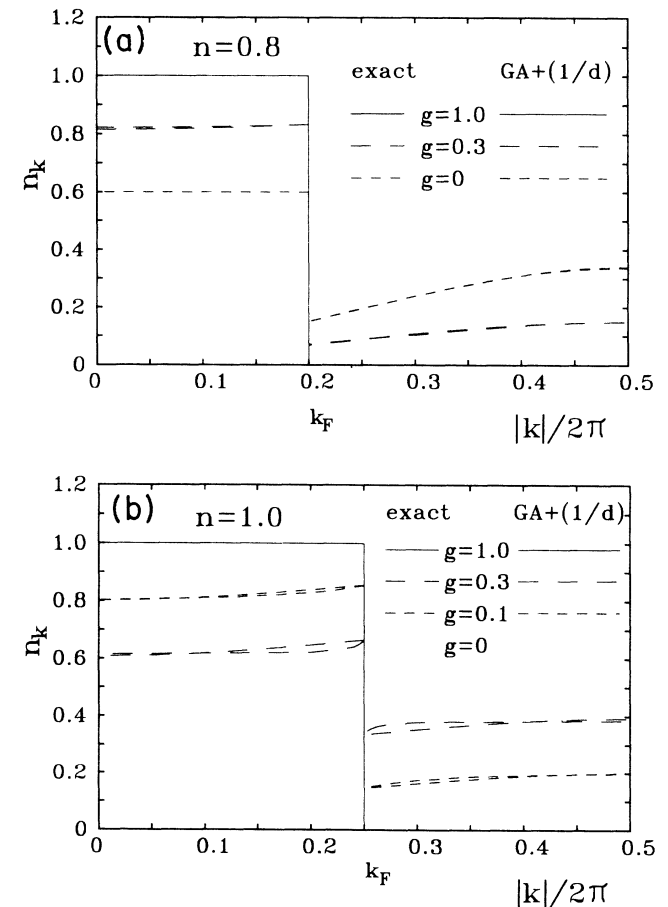 1.2
(a) n=0.8
exact GA+(1/d)
1.0
g=1.0
0.8
g=0.3
n_k
0.6
g=0
0.4
0.2
0
0 0.1 0.2 0.3 0.4 0.5
k_F |k|/2π
1.2
(b) n=1.0
exact GA+(1/d)
1.0
g=1.0
g=0.3
0.8
g=0.1
n_k
0.6
g=0
0.4
0.2
0
0 0.1 0.2 0.3 0.4 0.5
k_F |k|/2π